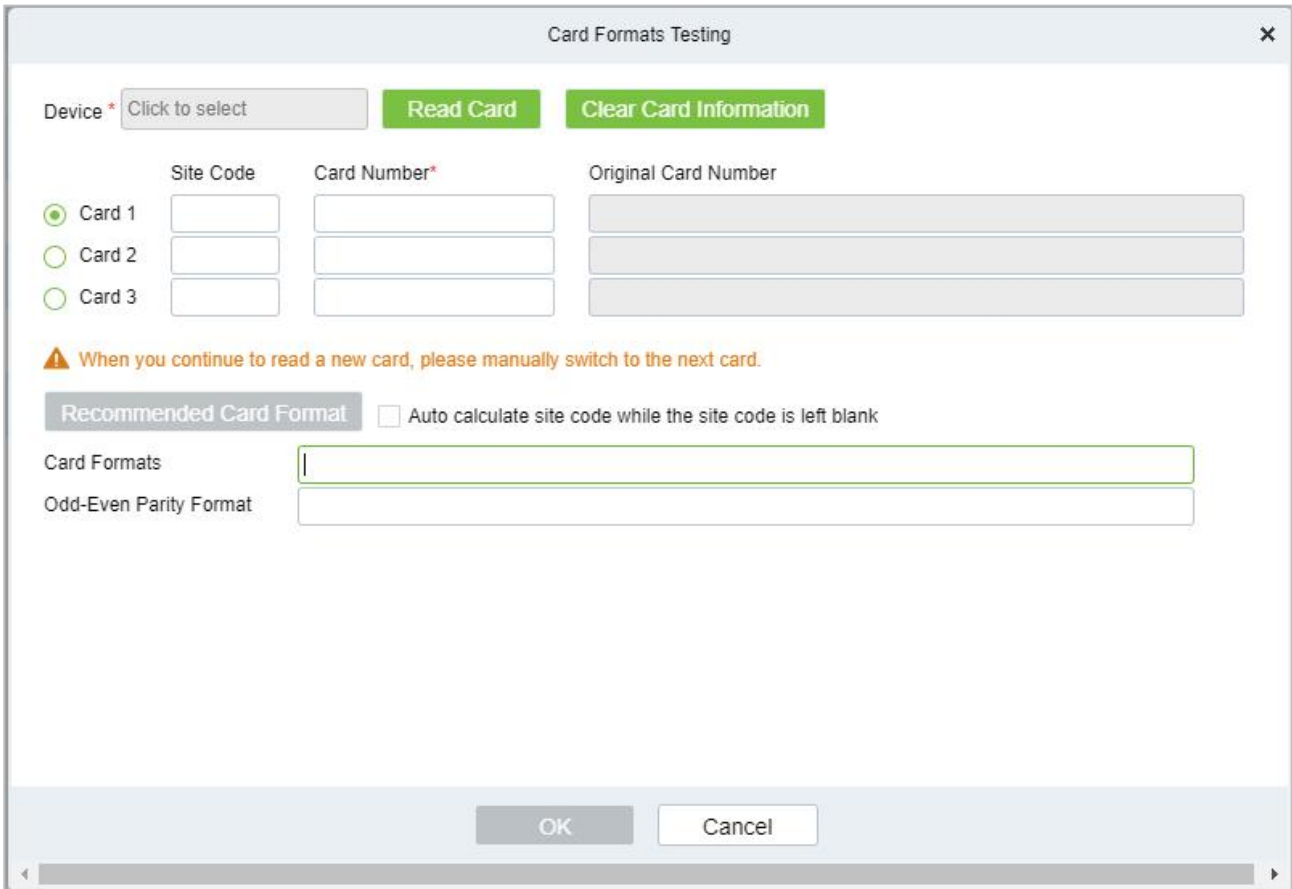 Card Formats Testing
Device * Click to select Read Card Clear Card Information
Site Code Card Number* Original Card Number
Card 1
Card 2
Card 3
When you continue to read a new card, please manually switch to the next card.
Recommended Card Format Auto calculate site code while the site code is left blank
Card Formats
Odd-Even Parity Format
OK Cancel